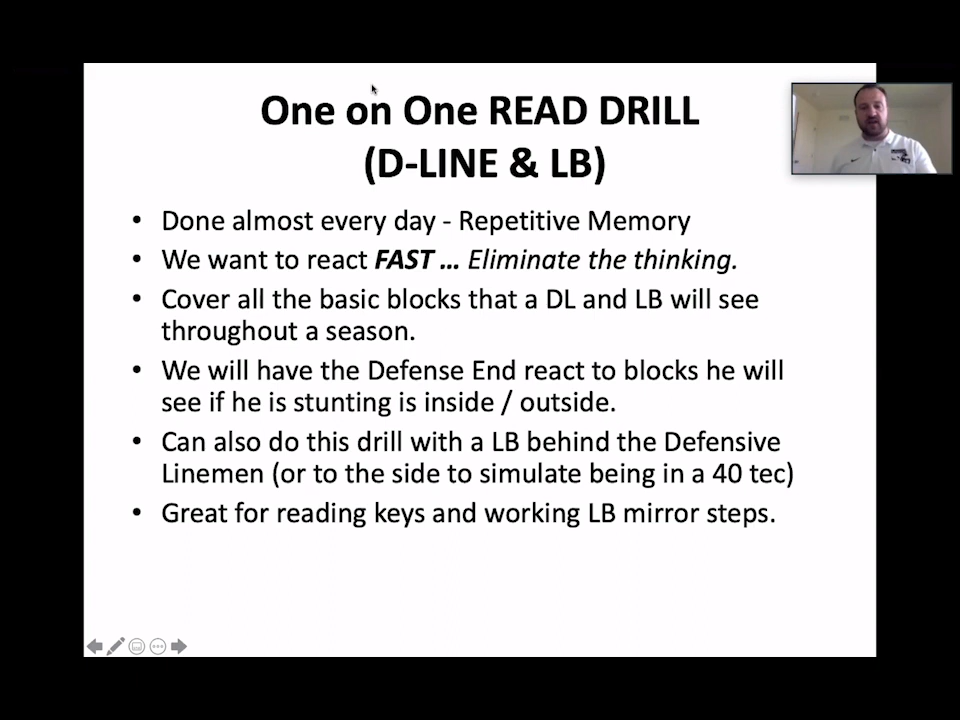 One on One READ DRILL
(D-LINE & LB)
• Done almost every day - Repetitive Memory
• We want to react FAST ... Eliminate the thinking.
• Cover all the basic blocks that a DL and LB will see
throughout a season.
• We will have the Defense End react to blocks he will
see if he is stunting is inside / outside.
• Can also do this drill with a LB behind the Defensive
Linemen (or to the side to simulate being in a 40 tec)
• Great for reading keys and working LB mirror steps.